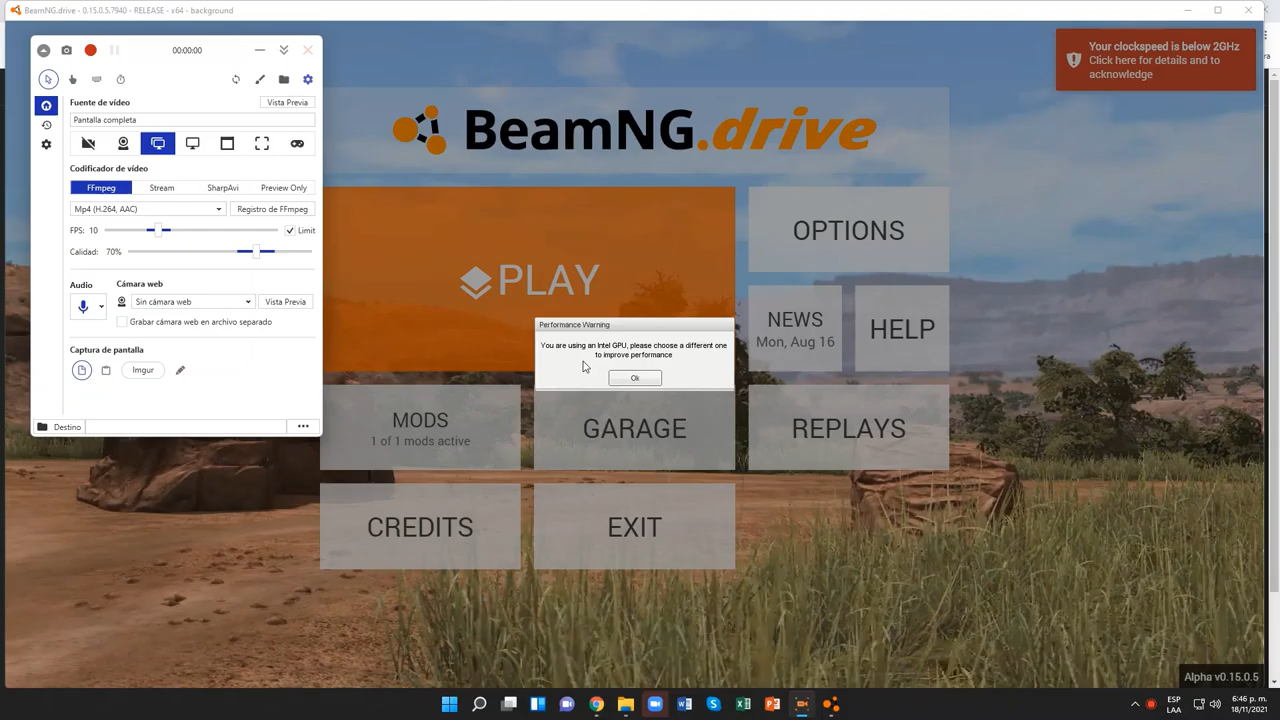 BeamNG.drive - 0.15.0.5.7940 - RELEASE - x64 - background
00:00:00
Fuente de vídeo
Vista Previa
Pantalla completa
Codificador de vídeo
FFmpeg
Stream
SharpAvi
Preview Only
Mp4 (H.264, AAC)
Registro de FFmpeg
FPS: 10
Limit
Calidad: 70%
Audio
Cámara web
Sin cámara web
Vista Previa
Grabar cámara web en archivo separado
Captura de pantalla
Imgur
Destino
Your clockspeed is below 2GHz
Click here for details and to
acknowledge
BeamNG.drive
PLAY
OPTIONS
NEWS
Mon, Aug 16
HELP
Performance Warning
You are using an Intel GPU, please choose a different one
to improve performance
Ok
MODS
1 of 1 mods active
GARAGE
REPLAYS
CREDITS
EXIT
Alpha v0.15.0.5
ESP
LAA
6:46 p. m.
18/11/2021